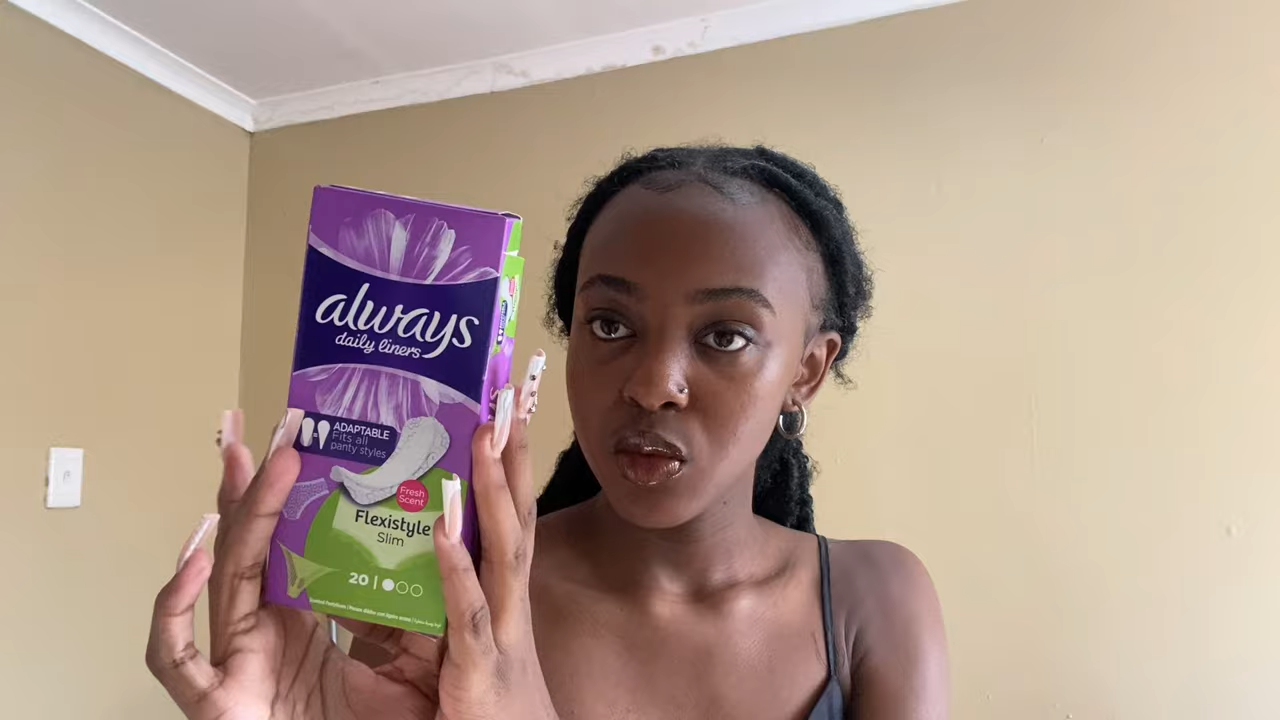 always
daily liners
ADAPTABLE
Fits all
panty styles
Fresh
Scent
Flexistyle
Slim
20